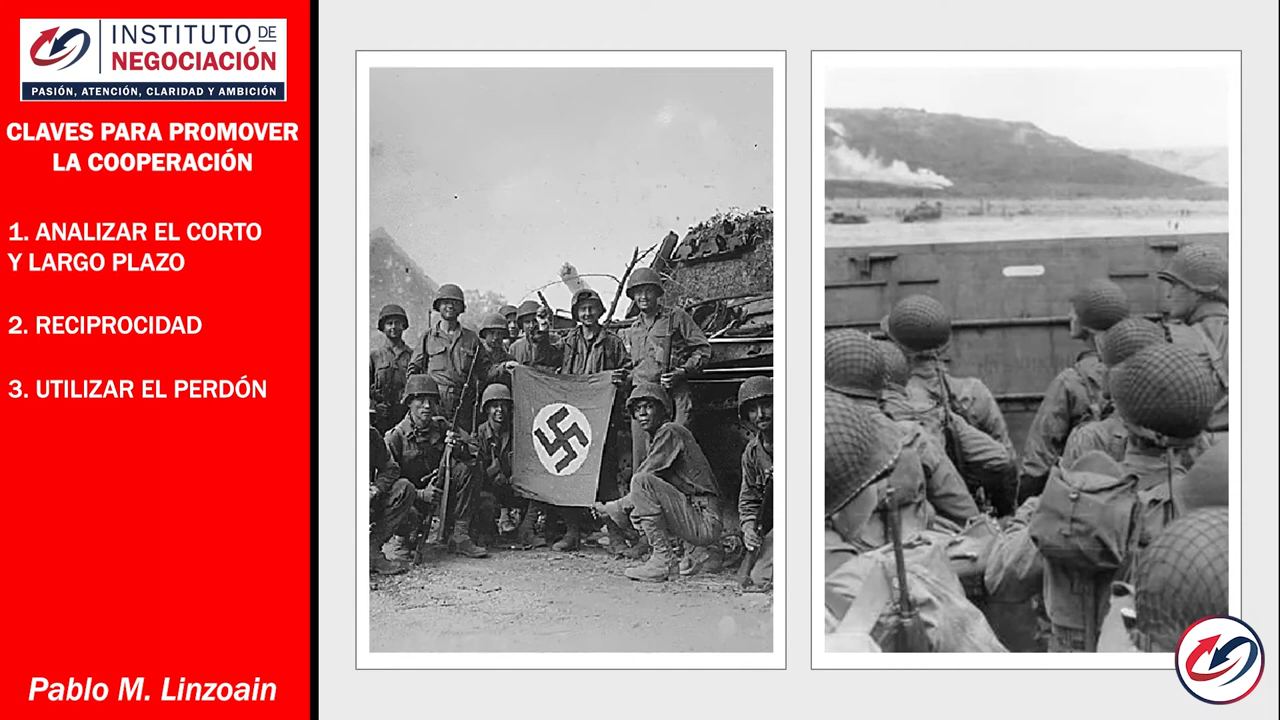 INSTITUTO DE
NEGOCIACIÓN
PASIÓN, ATENCIÓN, CLARIDAD Y AMBICIÓN
CLAVES PARA PROMOVER
LA COOPERACIÓN
1. ANALIZAR EL CORTO
Y LARGO PLAZO
2. RECIPROCIDAD
3. UTILIZAR EL PERDÓN
Pablo M. Linzoain